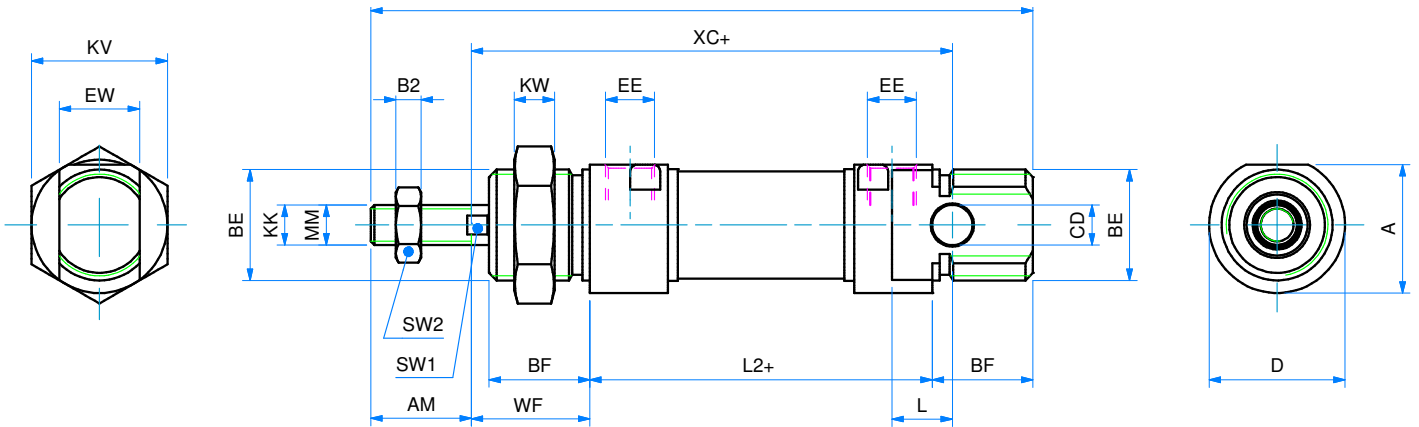 XC+
KV
B2
KW
EE
EE
EW
BE
KK
MM
CD
BE
A
SW2
SW1
BF
L2+
BF
D
AM
WF
L